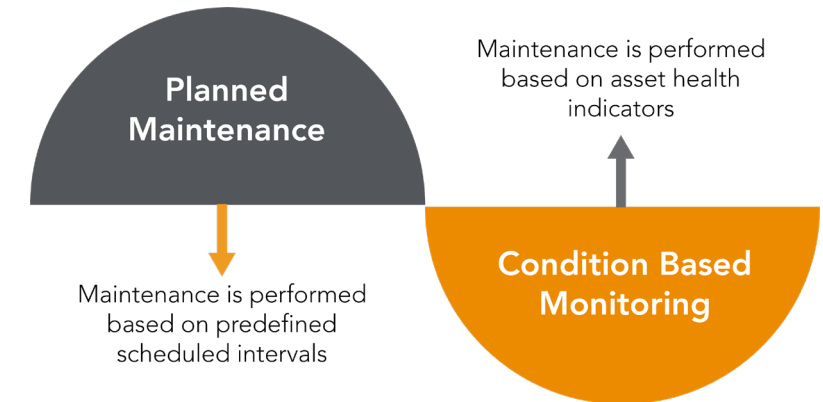 Planned
Maintenance
Maintenance is performed
based on predefined
scheduled intervals
Maintenance is performed
based on asset health
indicators
Condition Based
Monitoring